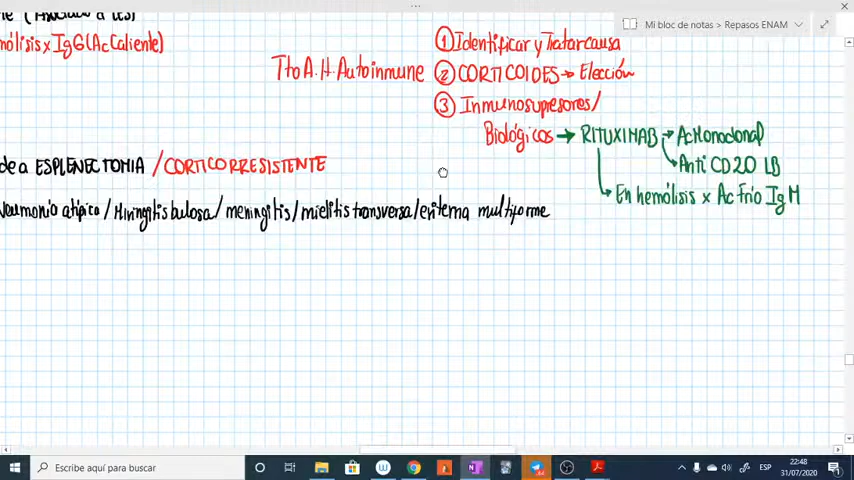 Mi bloc de notas > Repasos ENAM
mólisis x IgG (Ac Caliente)
Tto A.H. Autoinmune
① Identificar y Tratar causa
② CORTICOIDES → Elección
③ Inmunosupresores/
Biológicos → RITUXIMAB → Ac Monoclonal
→ Anti CD20 LB
→ En hemólisis x Ac Frío IgM
de a ESPLENECTOMIA / CORTICORRESISTENTE
Neumonía atípica / Miringitis bulosa / meningitis / mielitis transversa / eritema multiforme
Escribe aquí para buscar
ESP
22:48
31/07/2020